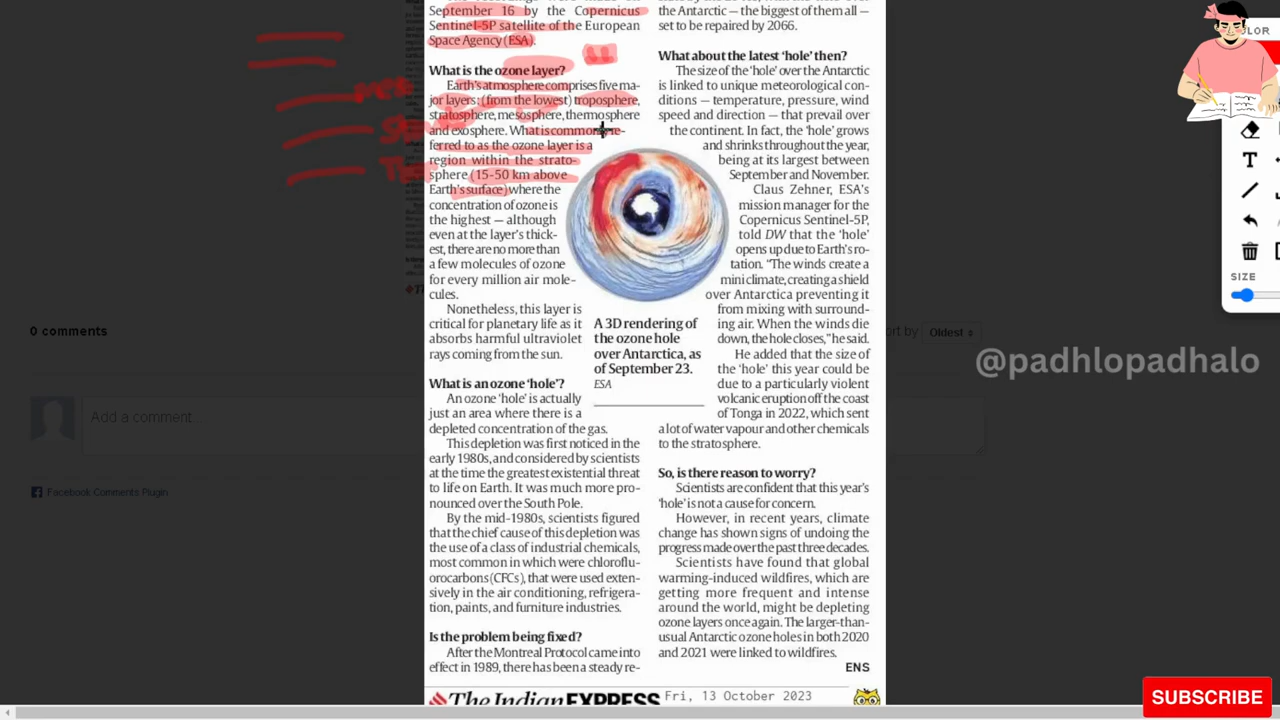 September 16 by the Copernicus
Sentinel-5P satellite of the European
Space Agency (ESA).
What is the ozone layer?
Earth's atmosphere comprises five ma-
jor layers: (from the lowest) troposphere,
stratosphere, mesosphere, thermosphere
and exosphere. What is commonly re-
ferred to as the ozone layer is a
region within the strato-
sphere (15-50 km above
Earth's surface) where the
concentration of ozone is
the highest — although
even at the layer's thick-
est, there are no more than
a few molecules of ozone
for every million air mole-
cules.
Nonetheless, this layer is
critical for planetary life as it
absorbs harmful ultraviolet
rays coming from the sun.
What is an ozone 'hole'?
An ozone 'hole' is actually
just an area where there is a
depleted concentration of the gas.
This depletion was first noticed in the
early 1980s, and considered by scientists
at the time the greatest existential threat
to life on Earth. It was much more pro-
nounced over the South Pole.
By the mid-1980s, scientists figured
that the chief cause of this depletion was
the use of a class of industrial chemicals,
most common in which were chloroflu-
orocarbons (CFCs), that were used exten-
sively in the air conditioning, refrigera-
tion, paints, and furniture industries.
Is the problem being fixed?
After the Montreal Protocol came into
effect in 1989, there has been a steady re-
A 3D rendering of
the ozone hole
over Antarctica, as
of September 23.
ESA
the Antarctic — the biggest of them all —
set to be repaired by 2066.
What about the latest 'hole' then?
The size of the 'hole' over the Antarctic
is linked to unique meteorological con-
ditions — temperature, pressure, wind
speed and direction — that prevail over
the continent. In fact, the 'hole' grows
and shrinks throughout the year,
being at its largest between
September and November.
Claus Zehner, ESA's
mission manager for the
Copernicus Sentinel-5P,
told DW that the 'hole'
opens up due to Earth's ro-
tation. "The winds create a
mini climate, creating a shield
over Antarctica preventing it
from mixing with surround-
ing air. When the winds die
down, the hole closes," he said.
He added that the size of
the 'hole' this year could be
due to a particularly violent
volcanic eruption off the coast
of Tonga in 2022, which sent
a lot of water vapour and other chemicals
to the stratosphere.
So, is there reason to worry?
Scientists are confident that this year's
'hole' is not a cause for concern.
However, in recent years, climate
change has shown signs of undoing the
progress made over the past three decades.
Scientists have found that global
warming-induced wildfires, which are
getting more frequent and intense
around the world, might be depleting
ozone layers once again. The larger-than-
usual Antarctic ozone holes in both 2020
and 2021 were linked to wildfires.
ENS
The Indian EXPRESS
Fri, 13 October 2023
0 comments
Oldest
Add a comment...
Facebook Comments Plugin
@padhlopadhalo
T
SIZE
SUBSCRIBE